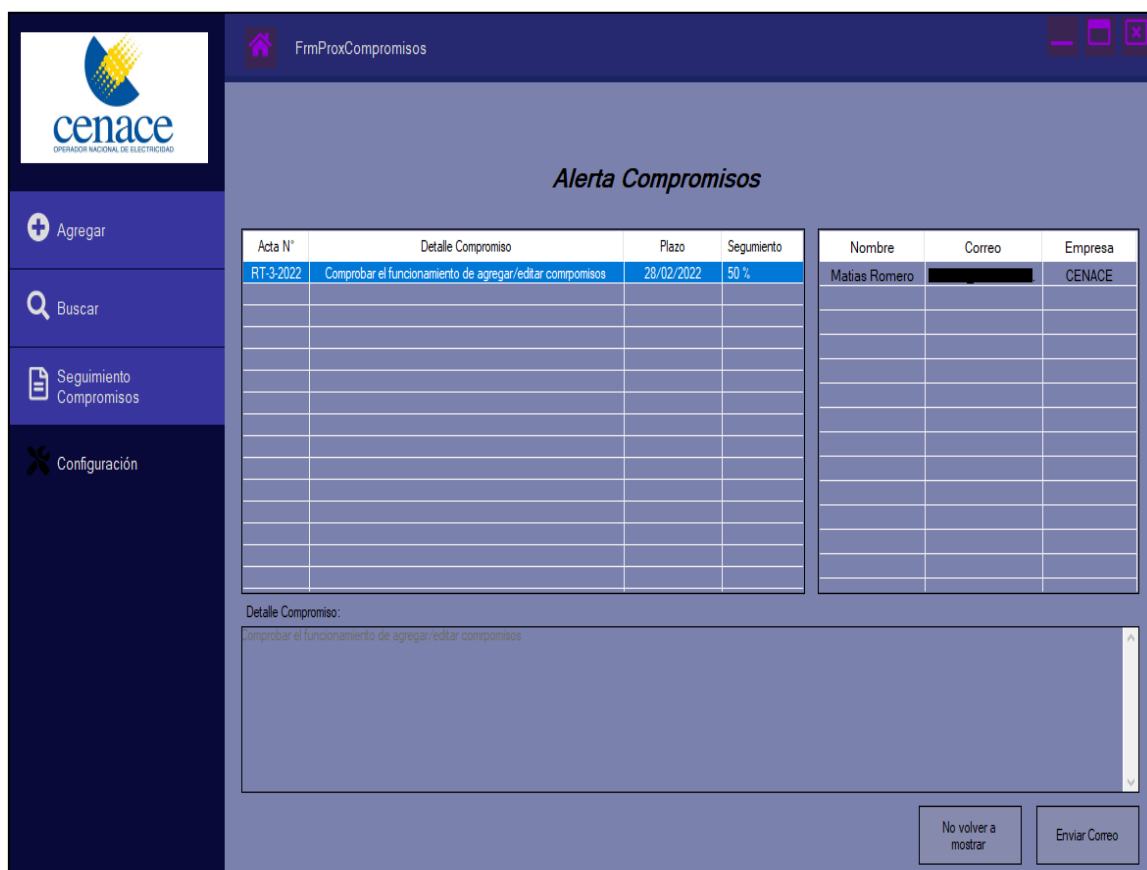 cenace
OPERADOR NACIONAL DE ELECTRICIDAD
FrmProxCompromisos
Agregar
Buscar
Seguimiento
Compromisos
Configuración
Alerta Compromisos
Acta N° Detalle Compromiso Plazo Segumiento
RT-3-2022 Comprobar el funcionamiento de agregar/editar comrpomisos 28/02/2022 50 %
Nombre Correo Empresa
Matias Romero CENACE
Detalle Compromiso:
Comprobar el funcionamiento de agregar/editar comrpomisos
No volver a
mostrar
Enviar Correo